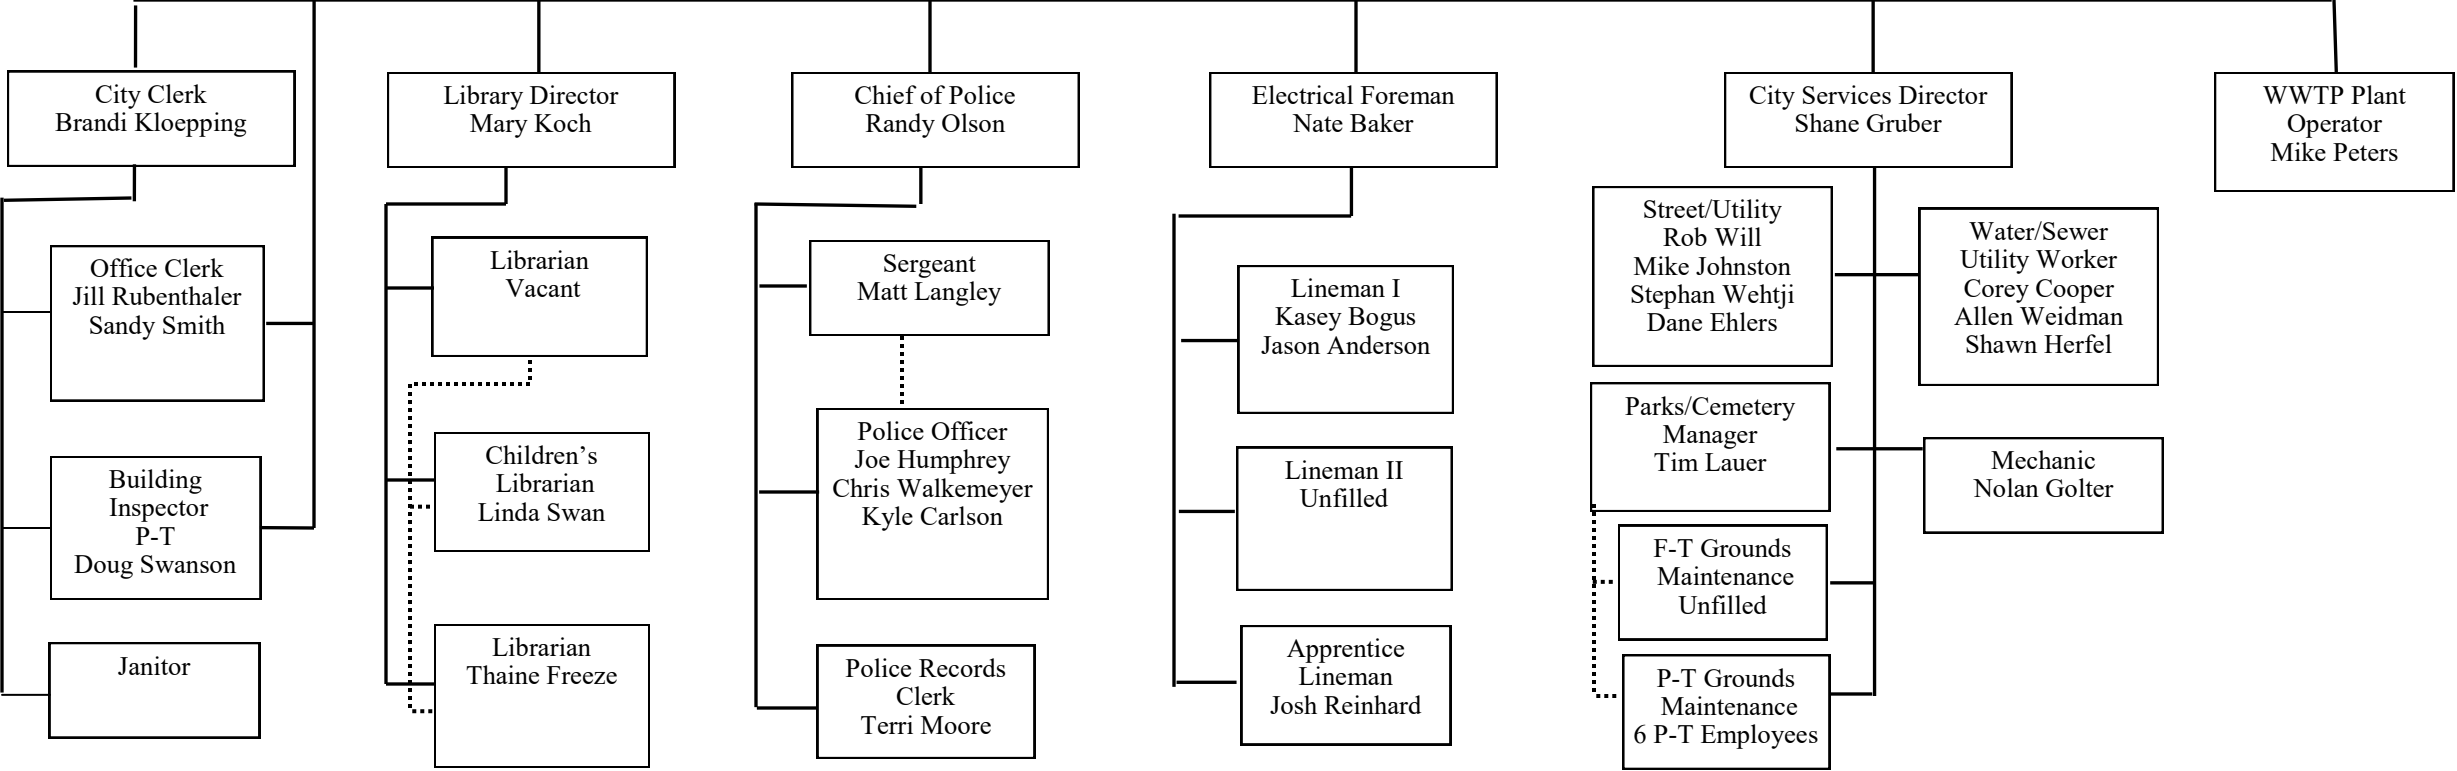 City Clerk
Brandi Kloepping
Library Director
Mary Koch
Chief of Police
Randy Olson
Electrical Foreman
Nate Baker
City Services Director
Shane Gruber
WWTP Plant
Operator
Mike Peters
Office Clerk
Jill Rubenthaler
Sandy Smith
Building
Inspector
P-T
Doug Swanson
Janitor
Librarian
Vacant
Children’s
Librarian
Linda Swan
Librarian
Thaine Freeze
Sergeant
Matt Langley
Police Officer
Joe Humphrey
Chris Walkemeyer
Kyle Carlson
Police Records
Clerk
Terri Moore
Lineman I
Kasey Bogus
Jason Anderson
Lineman II
Unfilled
Apprentice
Lineman
Josh Reinhard
Street/Utility
Rob Will
Mike Johnston
Stephan Wehtji
Dane Ehlers
Water/Sewer
Utility Worker
Corey Cooper
Allen Weidman
Shawn Herfel
Parks/Cemetery
Manager
Tim Lauer
Mechanic
Nolan Golter
F-T Grounds
Maintenance
Unfilled
P-T Grounds
Maintenance
6 P-T Employees